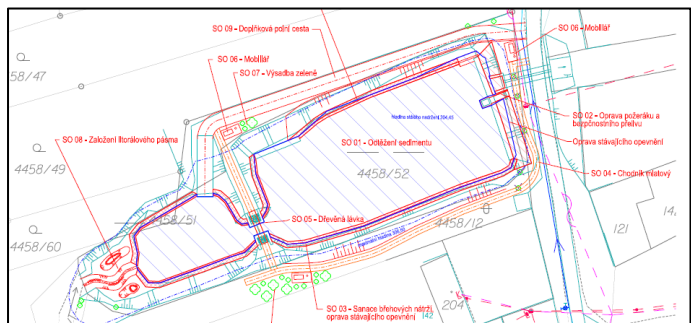 SO 09 - Doplňková polní cesta
SO 06 - Mobiliář
SO 06 - Mobiliář
58/47
SO 07 - Výsadba zeleně
SO 02 - Oprava požeráku a
bezpečnostního přelivu
SO 08 - Založení litorálového pásma
SO 01 - Odtěžení sedimentu
Oprava stávajícího opevnění
4458/49
4458/52
SO 04 - Chodník mlatový
4458/51
SO 05 - Dřevěná lávka
4458/12
121
4458/60
204
SO 03 - Sanace břehových nátrží,
oprava stávajícího opevnění
142